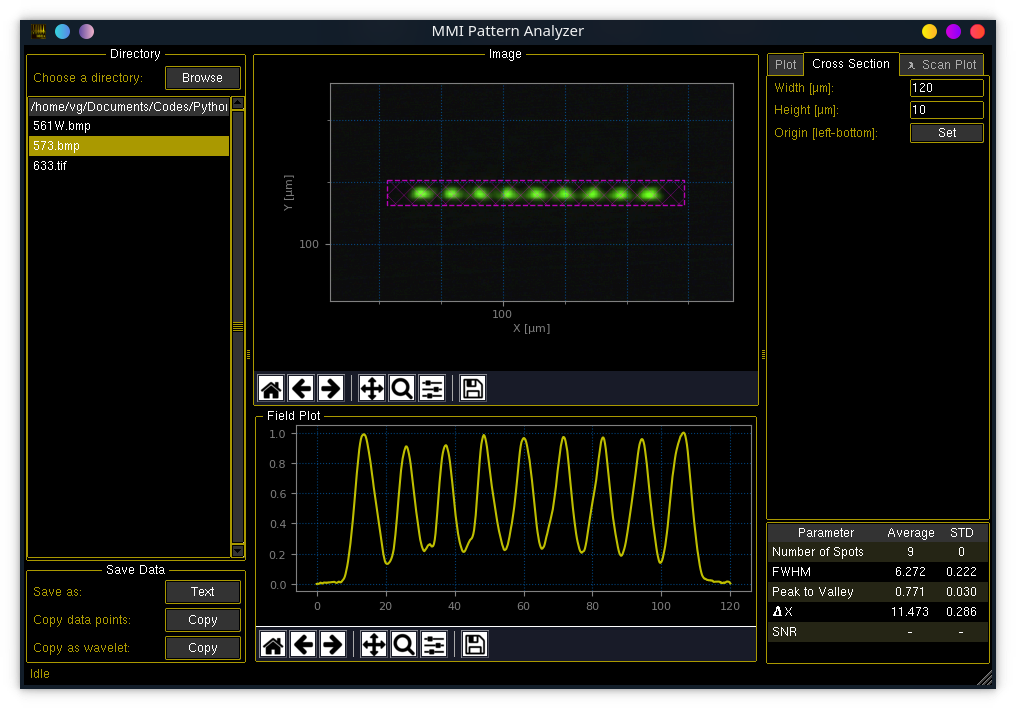 MMI Pattern Analyzer
Directory
Choose a directory:
Browse
/home/vg/Documents/Codes/Python
561W.bmp
573.bmp
633.tif
Save Data
Save as:
Text
Copy data points:
Copy
Copy as wavelet:
Copy
Idle
Image
Y [µm]
100
100
X [µm]
Field Plot
1.0
0.8
0.6
0.4
0.2
0.0
0 20 40 60 80 100 120
Plot Cross Section Scan Plot
Width [µm]: 120
Height [µm]: 10
Origin [left-bottom]: Set
Parameter Average STD
Number of Spots 9 0
FWHM 6.272 0.222
Peak to Valley 0.771 0.030
Δ X 11.473 0.286
SNR - -